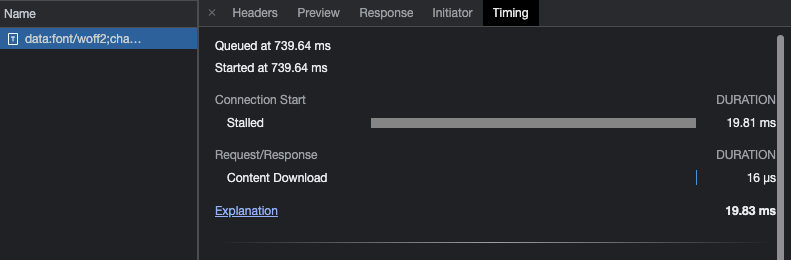 Name
× Headers Preview Response Initiator Timing
data:font/woff2;cha…
Queued at 739.64 ms
Started at 739.64 ms
Connection Start DURATION
Stalled 19.81 ms
Request/Response DURATION
Content Download 16 µs
Explanation 19.83 ms